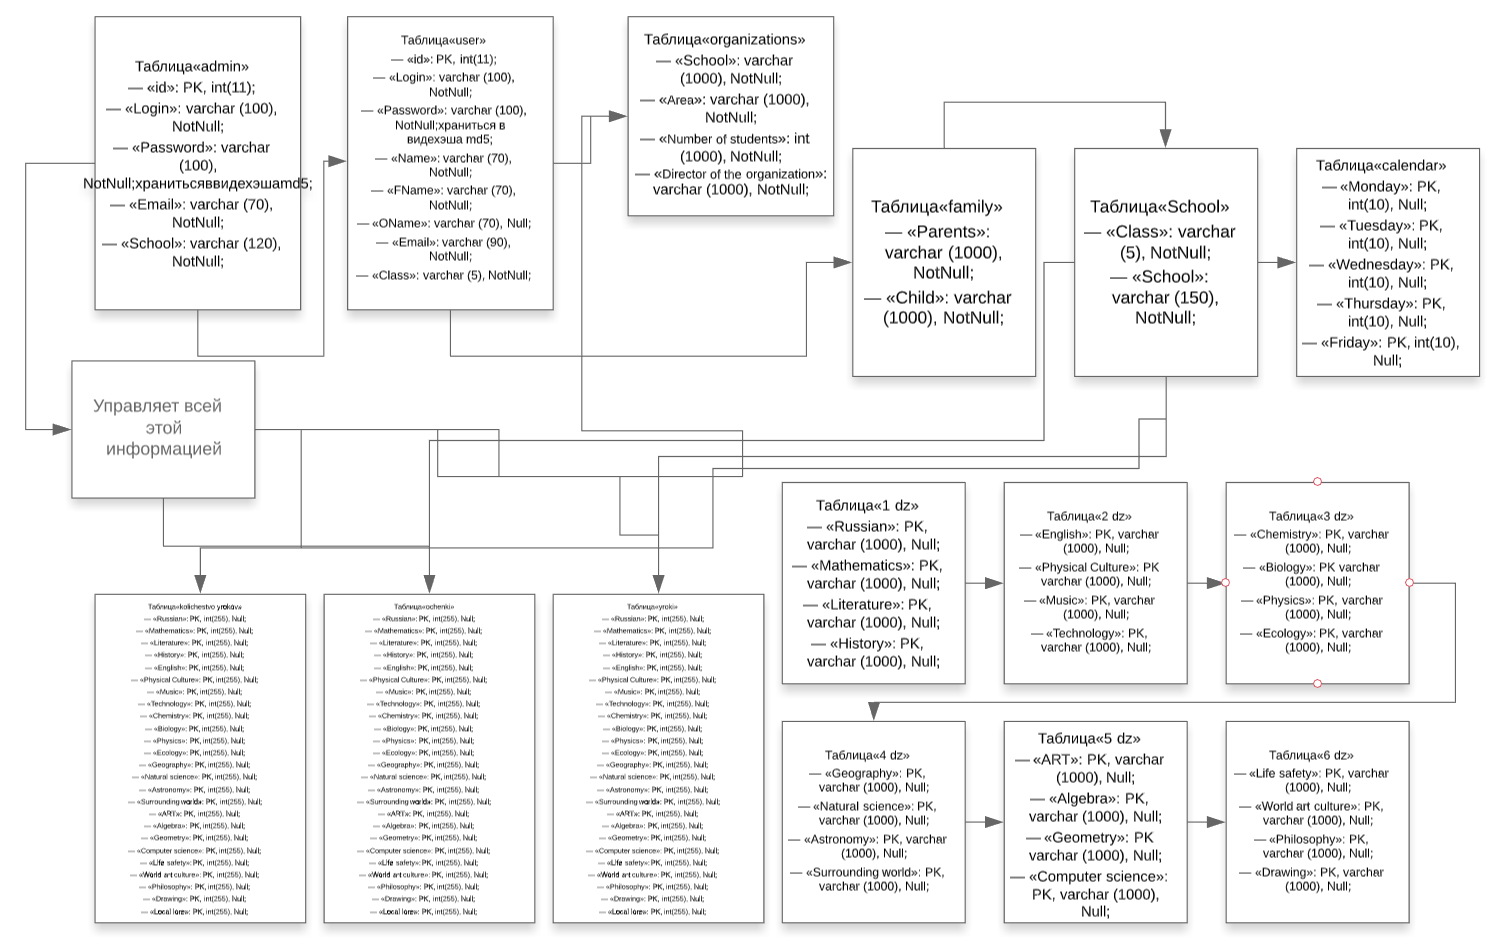 Таблица«admin»
— «id»: PK, int(11);
— «Login»: varchar (100),
NotNull;
— «Password»: varchar
(100),
NotNull;хранитьсяввидехэшаmd5;
— «Email»: varchar (70),
NotNull;
— «School»: varchar (120),
NotNull;
Таблица«user»
— «id»: PK, int(11);
— «Login»: varchar (100),
NotNull;
— «Password»: varchar (100),
NotNull;храниться в
видехэша md5;
— «Name»: varchar (70),
NotNull;
— «FName»: varchar (70),
NotNull;
— «OName»: varchar (70), Null;
— «Email»: varchar (90),
NotNull;
— «Class»: varchar (5), NotNull;
Таблица«organizations»
— «School»: varchar
(1000), NotNull;
— «Area»: varchar (1000),
NotNull;
— «Number of students»: int
(1000), NotNull;
— «Director of the organization»:
varchar (1000), NotNull;
Таблица«family»
— «Parents»:
varchar (1000),
NotNull;
— «Child»: varchar
(1000), NotNull;
Таблица«School»
— «Class»: varchar
(5), NotNull;
— «School»:
varchar (150),
NotNull;
Таблица«calendar»
— «Monday»: PK,
int(10), Null;
— «Tuesday»: PK,
int(10), Null;
— «Wednesday»: PK,
int(10), Null;
— «Thursday»: PK,
int(10), Null;
— «Friday»: PK, int(10),
Null;
Управляет всей
этой
информацией
Таблица«kolichestvo yrokov»
— «Russian»: PK, int(255), Null;
— «Mathematics»: PK, int(255), Null;
— «Literature»: PK, int(255), Null;
— «History»: PK, int(255), Null;
— «English»: PK, int(255), Null;
— «Physical Culture»: PK, int(255), Null;
— «Music»: PK, int(255), Null;
— «Technology»: PK, int(255), Null;
— «Chemistry»: PK, int(255), Null;
— «Biology»: PK, int(255), Null;
— «Physics»: PK, int(255), Null;
— «Ecology»: PK, int(255), Null;
— «Geography»: PK, int(255), Null;
— «Natural science»: PK, int(255), Null;
— «Astronomy»: PK, int(255), Null;
— «Surrounding world»: PK, int(255), Null;
— «ART»: PK, int(255), Null;
— «Algebra»: PK, int(255), Null;
— «Geometry»: PK, int(255), Null;
— «Computer science»: PK, int(255), Null;
— «Life safety»: PK, int(255), Null;
— «World art culture»: PK, int(255), Null;
— «Philosophy»: PK, int(255), Null;
— «Drawing»: PK, int(255), Null;
— «Local lore»: PK, int(255), Null;
Таблица«ochenki»
— «Russian»: PK, int(255), Null;
— «Mathematics»: PK, int(255), Null;
— «Literature»: PK, int(255), Null;
— «History»: PK, int(255), Null;
— «English»: PK, int(255), Null;
— «Physical Culture»: PK, int(255), Null;
— «Music»: PK, int(255), Null;
— «Technology»: PK, int(255), Null;
— «Chemistry»: PK, int(255), Null;
— «Biology»: PK, int(255), Null;
— «Physics»: PK, int(255), Null;
— «Ecology»: PK, int(255), Null;
— «Geography»: PK, int(255), Null;
— «Natural science»: PK, int(255), Null;
— «Astronomy»: PK, int(255), Null;
— «Surrounding world»: PK, int(255), Null;
— «ART»: PK, int(255), Null;
— «Algebra»: PK, int(255), Null;
— «Geometry»: PK, int(255), Null;
— «Computer science»: PK, int(255), Null;
— «Life safety»: PK, int(255), Null;
— «World art culture»: PK, int(255), Null;
— «Philosophy»: PK, int(255), Null;
— «Drawing»: PK, int(255), Null;
— «Local lore»: PK, int(255), Null;
Таблица«yroki»
— «Russian»: PK, int(255), Null;
— «Mathematics»: PK, int(255), Null;
— «Literature»: PK, int(255), Null;
— «History»: PK, int(255), Null;
— «English»: PK, int(255), Null;
— «Physical Culture»: PK, int(255), Null;
— «Music»: PK, int(255), Null;
— «Technology»: PK, int(255), Null;
— «Chemistry»: PK, int(255), Null;
— «Biology»: PK, int(255), Null;
— «Physics»: PK, int(255), Null;
— «Ecology»: PK, int(255), Null;
— «Geography»: PK, int(255), Null;
— «Natural science»: PK, int(255), Null;
— «Astronomy»: PK, int(255), Null;
— «Surrounding world»: PK, int(255), Null;
— «ART»: PK, int(255), Null;
— «Algebra»: PK, int(255), Null;
— «Geometry»: PK, int(255), Null;
— «Computer science»: PK, int(255), Null;
— «Life safety»: PK, int(255), Null;
— «World art culture»: PK, int(255), Null;
— «Philosophy»: PK, int(255), Null;
— «Drawing»: PK, int(255), Null;
— «Local lore»: PK, int(255), Null;
Таблица«1 dz»
— «Russian»: PK,
varchar (1000), Null;
— «Mathematics»: PK,
varchar (1000), Null;
— «Literature»: PK,
varchar (1000), Null;
— «History»: PK,
varchar (1000), Null;
Таблица«2 dz»
— «English»: PK, varchar
(1000), Null;
— «Physical Culture»: PK
varchar (1000), Null;
— «Music»: PK, varchar
(1000), Null;
— «Technology»: PK,
varchar (1000), Null;
Таблица«3 dz»
— «Chemistry»: PK, varchar
(1000), Null;
— «Biology»: PK varchar
(1000), Null;
— «Physics»: PK, varchar
(1000), Null;
— «Ecology»: PK, varchar
(1000), Null;
Таблица«4 dz»
— «Geography»: PK,
varchar (1000), Null;
— «Natural science»: PK,
varchar (1000), Null;
— «Astronomy»: PK, varchar
(1000), Null;
— «Surrounding world»: PK,
varchar (1000), Null;
Таблица«5 dz»
— «ART»: PK, varchar
(1000), Null;
— «Algebra»: PK,
varchar (1000), Null;
— «Geometry»: PK
varchar (1000), Null;
— «Computer science»:
PK, varchar (1000),
Null;
Таблица«6 dz»
— «Life safety»: PK, varchar
(1000), Null;
— «World art culture»: PK,
varchar (1000), Null;
— «Philosophy»: PK,
varchar (1000), Null;
— «Drawing»: PK, varchar
(1000), Null;